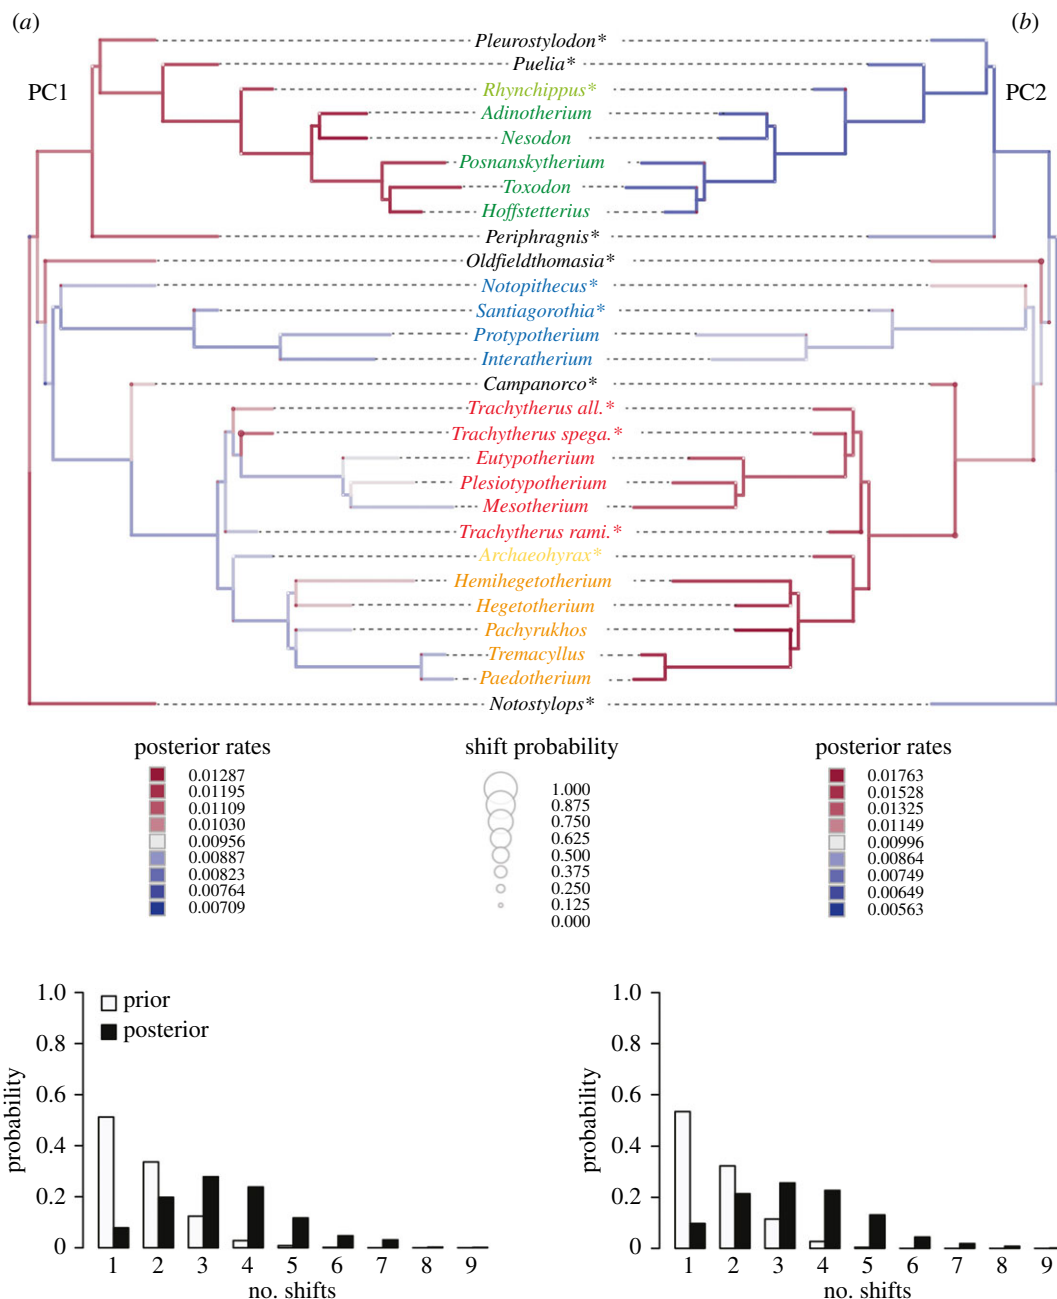 (a)
(b)
PC1
PC2
Pleurostylodon*
Puelia*
Rhynchippus*
Adinotherium
Nesodon
Posnanskytherium
Toxodon
Hoffstetterius
Periphragnis*
Oldfieldthomasia*
Notopithecus*
Santiagorothia*
Protypotherium
Interatherium
Campanorco*
Trachytherus all.*
Trachytherus spega.*
Eutypotherium
Plesiotypotherium
Mesotherium
Trachytherus rami.*
Archaeohyrax*
Hemihegetotherium
Hegetotherium
Pachyrukhos
Tremacyllus
Paedotherium
Notostylops*
posterior rates
0.01287
0.01195
0.01109
0.01030
0.00956
0.00887
0.00823
0.00764
0.00709
shift probability
1.000
0.875
0.750
0.625
0.500
0.375
0.250
0.125
0.000
posterior rates
0.01763
0.01528
0.01325
0.01149
0.00996
0.00864
0.00749
0.00649
0.00563
probability
1.0
0.8
0.6
0.4
0.2
0
prior
posterior
1 2 3 4 5 6 7 8 9
no. shifts
probability
1.0
0.8
0.6
0.4
0.2
0
1 2 3 4 5 6 7 8 9
no. shifts